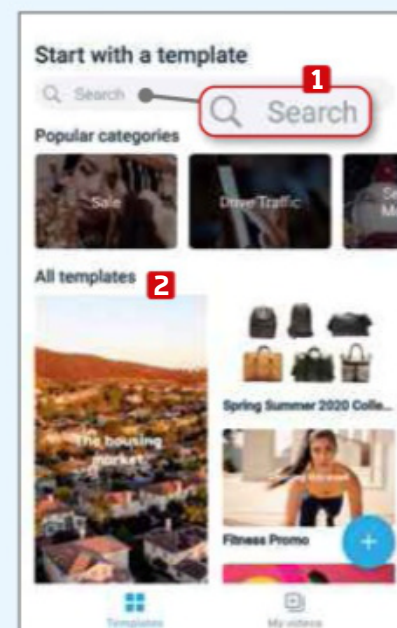 Start with a template
1
Search
Search
Popular categories
Sale
Drive Traffic
All templates 2
The housing
market
Spring Summer 2020 Colle...
Fitness Promo
+
Templates
My videos